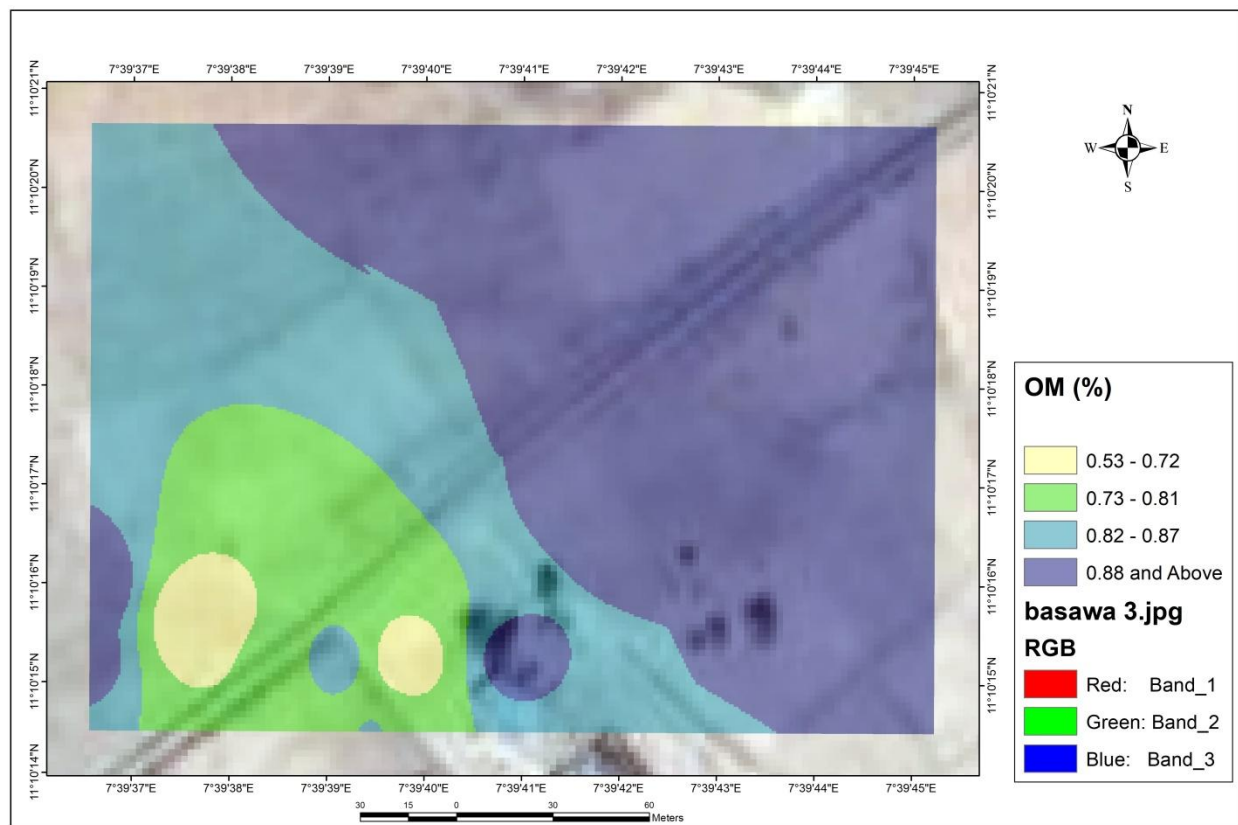 7°39'37"E 7°39'38"E 7°39'39"E 7°39'40"E 7°39'41"E 7°39'42"E 7°39'43"E 7°39'44"E 7°39'45"E
11°10'21"N
11°10'20"N
11°10'19"N
11°10'18"N
11°10'17"N
11°10'16"N
11°10'15"N
11°10'14"N
11°10'21"N
11°10'20"N
11°10'19"N
11°10'18"N
11°10'17"N
11°10'16"N
11°10'15"N
7°39'37"E 7°39'38"E 7°39'39"E 7°39'40"E 7°39'41"E 7°39'42"E 7°39'43"E 7°39'44"E 7°39'45"E
30 15 0 30 60
Meters
N
W E
S
OM (%)
0.53 - 0.72
0.73 - 0.81
0.82 - 0.87
0.88 and Above
basawa 3.jpg
RGB
Red: Band_1
Green: Band_2
Blue: Band_3